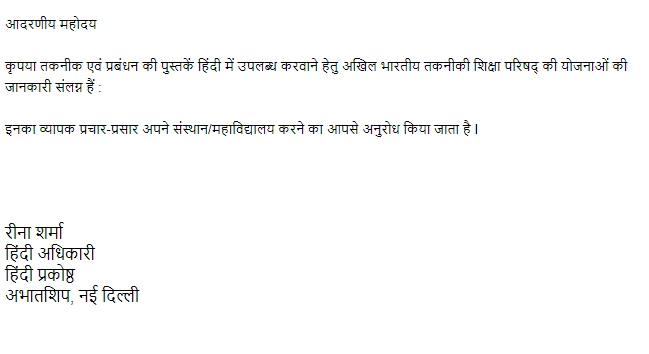 आदरणीय महोदय
कृपया तकनीक एवं प्रबंधन की पुस्तकें हिंदी में उपलब्ध करवाने हेतु अखिल भारतीय तकनीकी शिक्षा परिषद् की योजनाओं की
जानकारी संलग्न हैं :
इनका व्यापक प्रचार-प्रसार अपने संस्थान/महाविद्यालय करने का आपसे अनुरोध किया जाता है l
रीना शर्मा
हिंदी अधिकारी
हिंदी प्रकोष्ठ
अभातशिप, नई दिल्ली